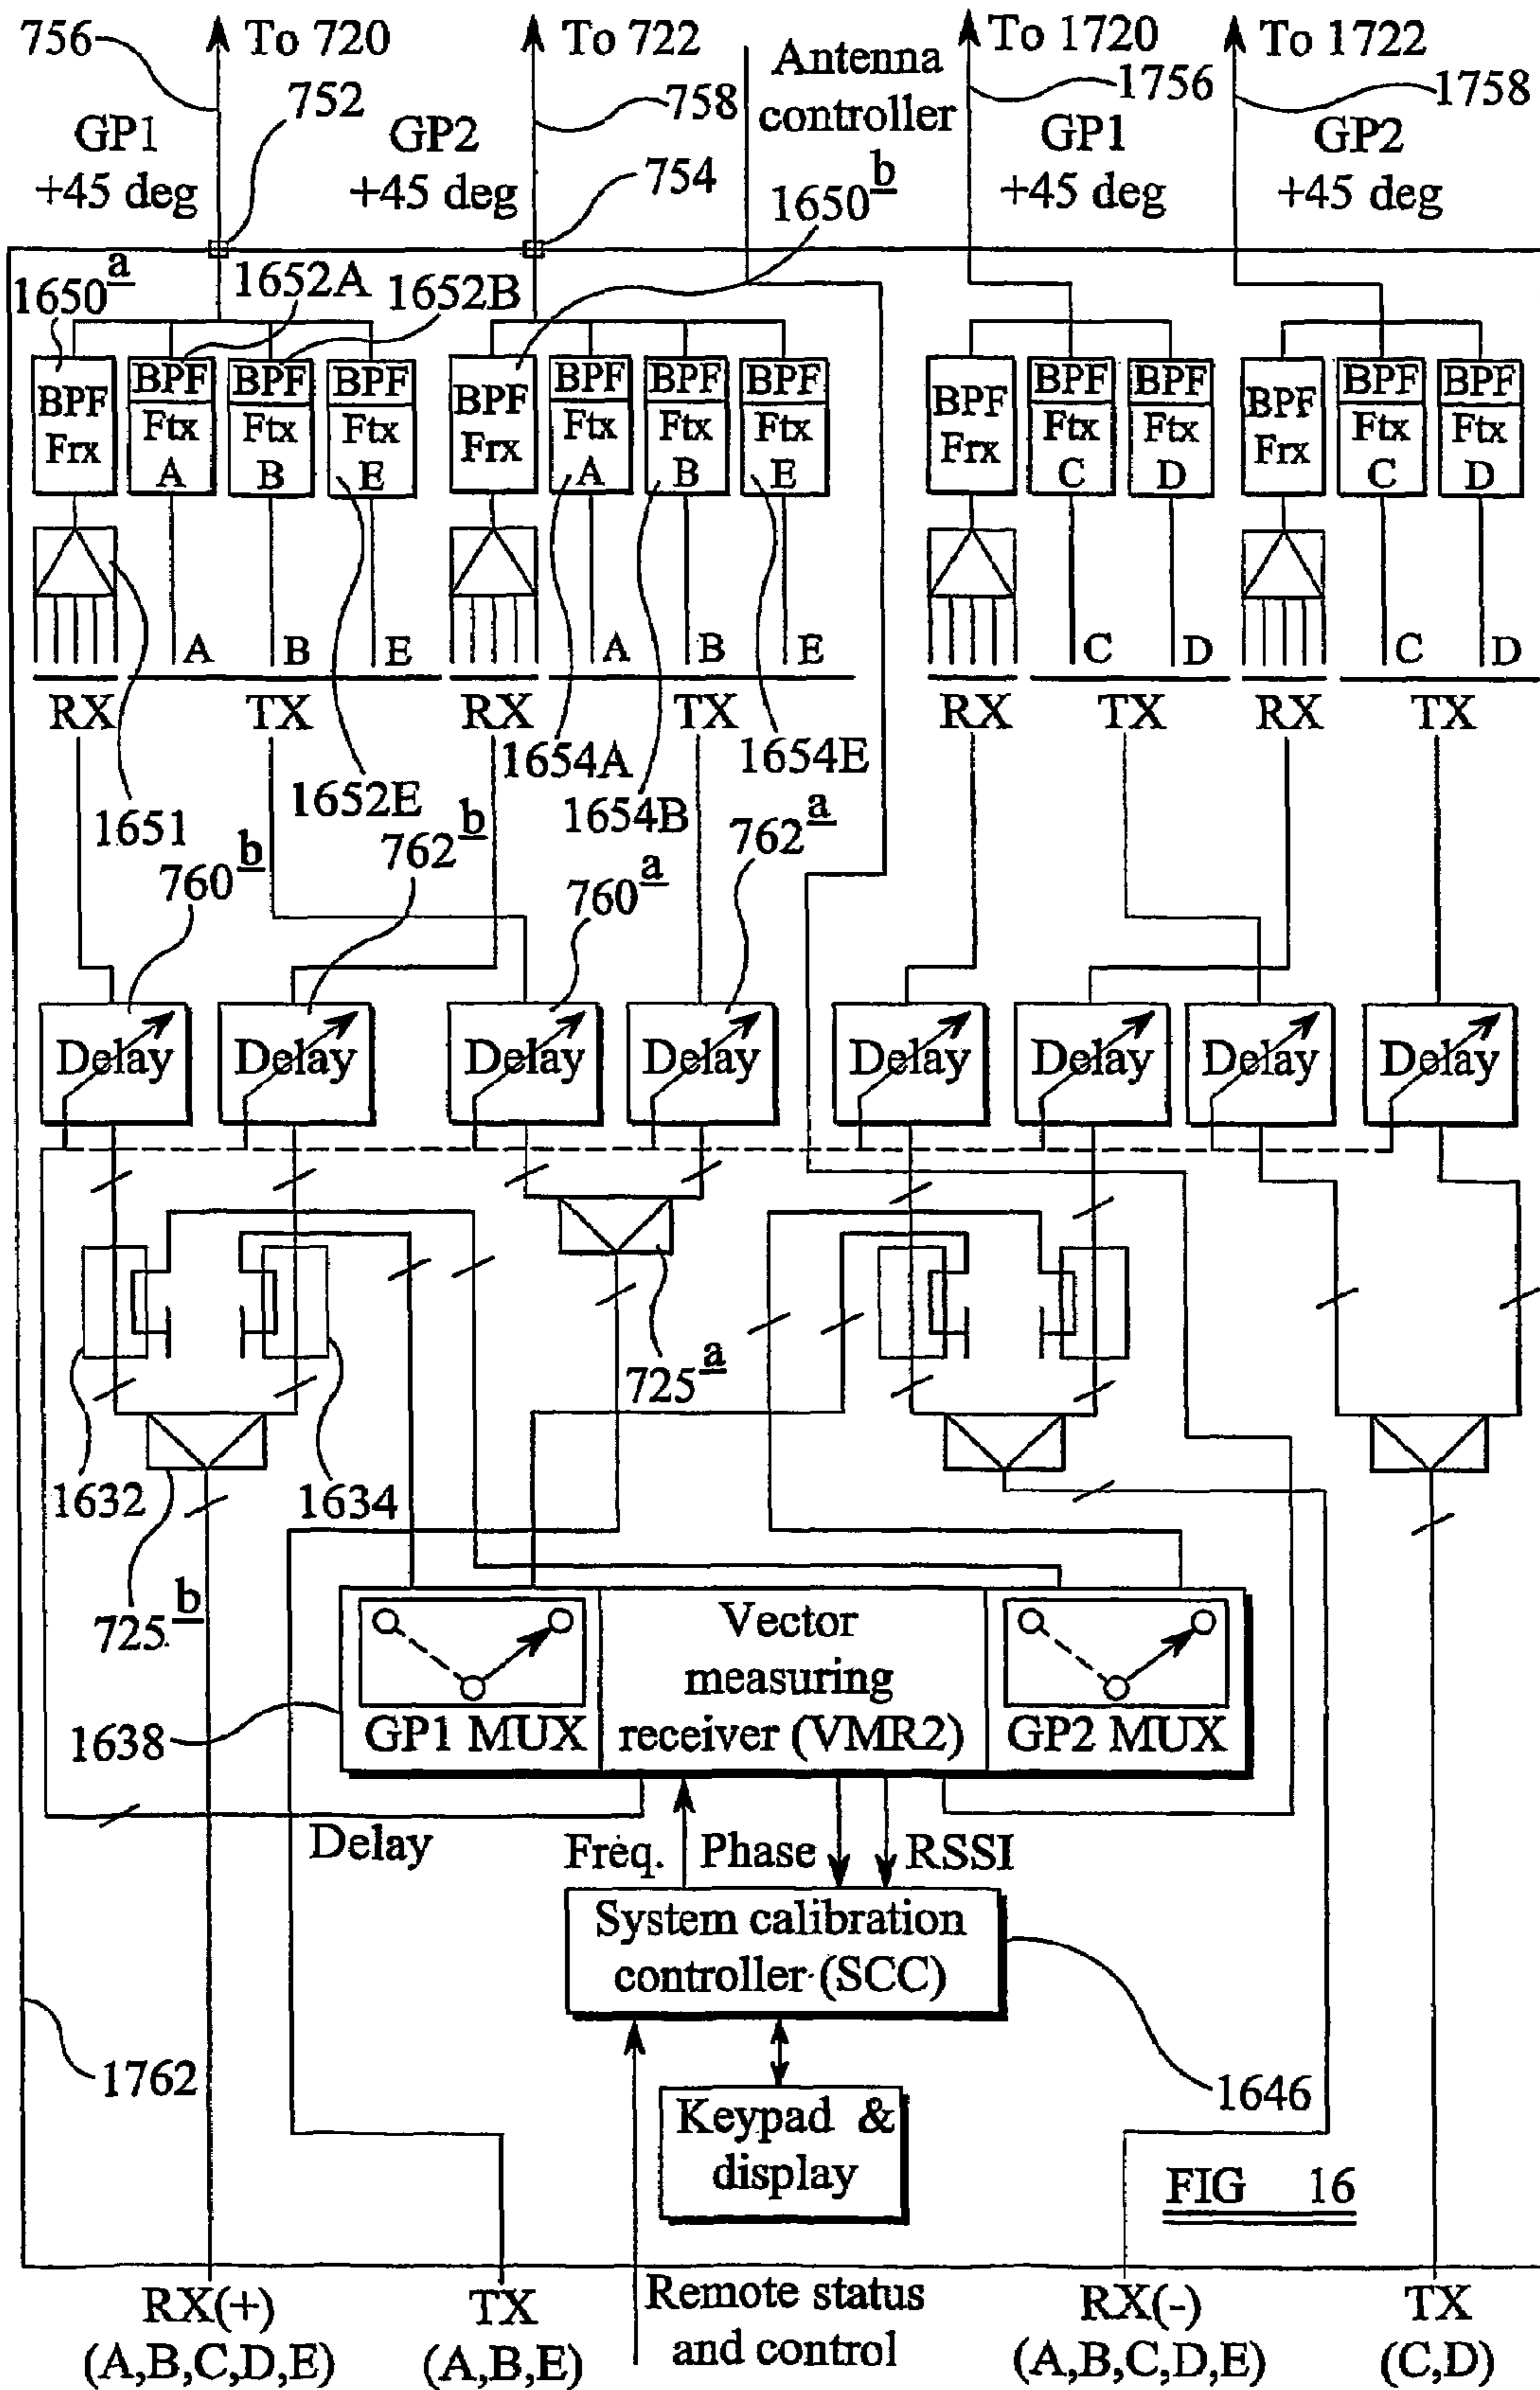 756
To 720
To 722
Antenna
controller
To 1720
To 1722
752
758
1756
1758
GP1
+45 deg
GP2
+45 deg
754
GP1
+45 deg
GP2
+45 deg
1650b
1650a
1652A
1652B
BPF
Frx
BPF
Ftx
A
BPF
Ftx
B
BPF
Ftx
E
BPF
Frx
BPF
Ftx
A
BPF
Ftx
B
BPF
Ftx
E
BPF
Frx
BPF
Ftx
C
BPF
Ftx
D
BPF
Frx
BPF
Ftx
C
BPF
Ftx
D
A
B
E
A
B
E
C
D
C
D
RX
TX
RX
TX
RX
TX
RX
TX
1651
1652E
1654A
1654B
1654E
760b
762b
760a
762a
Delay
Delay
Delay
Delay
Delay
Delay
Delay
Delay
725a
1632
1634
725b
1638
GP1 MUX
Vector
measuring
receiver (VMR2)
GP2 MUX
Delay
Freq.
Phase
RSSI
System calibration
controller (SCC)
1762
1646
Keypad &
display
FIG 16
RX(+)
(A,B,C,D,E)
TX
(A,B,E)
Remote status
and control
RX(-)
(A,B,C,D,E)
TX
(C,D)